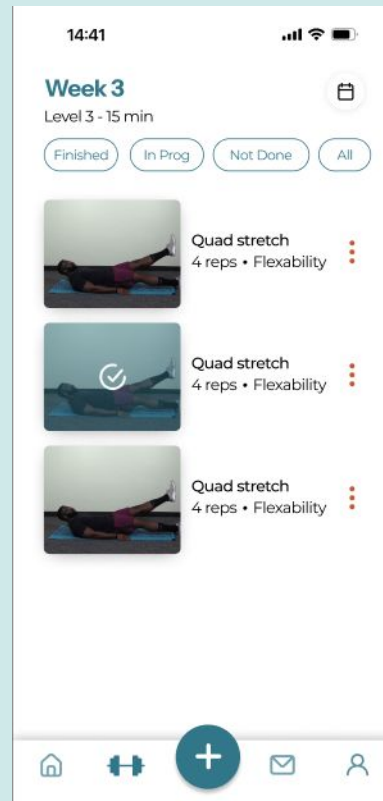 14:41
Week 3
Level 3 - 15 min
Finished In Prog Not Done All
Quad stretch
4 reps • Flexability
Quad stretch
4 reps • Flexability
Quad stretch
4 reps • Flexability